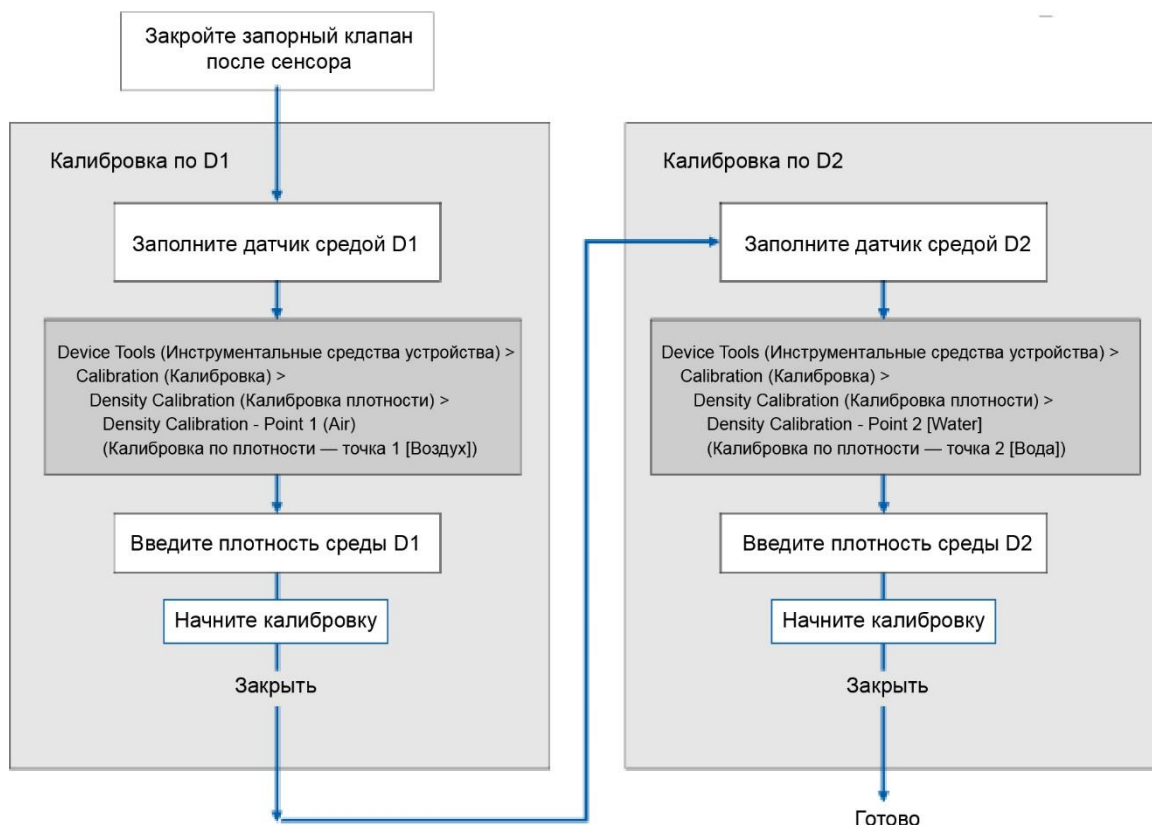 Закройте запорный клапан
после сенсора
Калибровка по D1
Заполните датчик средой D1
Device Tools (Инструментальные средства устройства) >
Calibration (Калибровка) >
Density Calibration (Калибровка плотности) >
Density Calibration - Point 1 (Air)
(Калибровка по плотности — точка 1 [Воздух])
Введите плотность среды D1
Начните калибровку
Закрыть
Калибровка по D2
Заполните датчик средой D2
Device Tools (Инструментальные средства устройства) >
Calibration (Калибровка) >
Density Calibration (Калибровка плотности) >
Density Calibration - Point 2 [Water]
(Калибровка по плотности — точка 2 [Вода])
Введите плотность среды D2
Начните калибровку
Закрыть
Готово